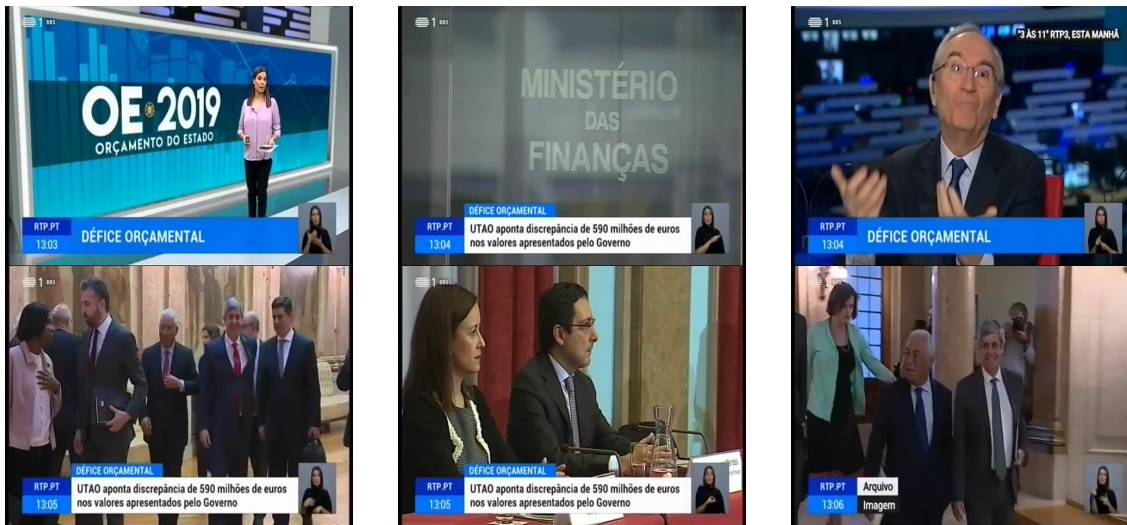 1
OE 2019
ORÇAMENTO DO ESTADO
RTP.PT
13:03
DÉFICE ORÇAMENTAL
1
MINISTÉRIO
DAS
FINANÇAS
DÉFICE ORÇAMENTAL
RTP.PT
13:04
UTAO aponta discrepância de 590 milhões de euros
nos valores apresentados pelo Governo
1
"3 ÀS 11" RTP3, ESTA MANHÃ
RTP.PT
13:04
DÉFICE ORÇAMENTAL
1
DÉFICE ORÇAMENTAL
RTP.PT
13:05
UTAO aponta discrepância de 590 milhões de euros
nos valores apresentados pelo Governo
1
DÉFICE ORÇAMENTAL
RTP.PT
13:05
UTAO aponta discrepância de 590 milhões de euros
nos valores apresentados pelo Governo
1
RTP.PT
13:06
Arquivo
Imagem